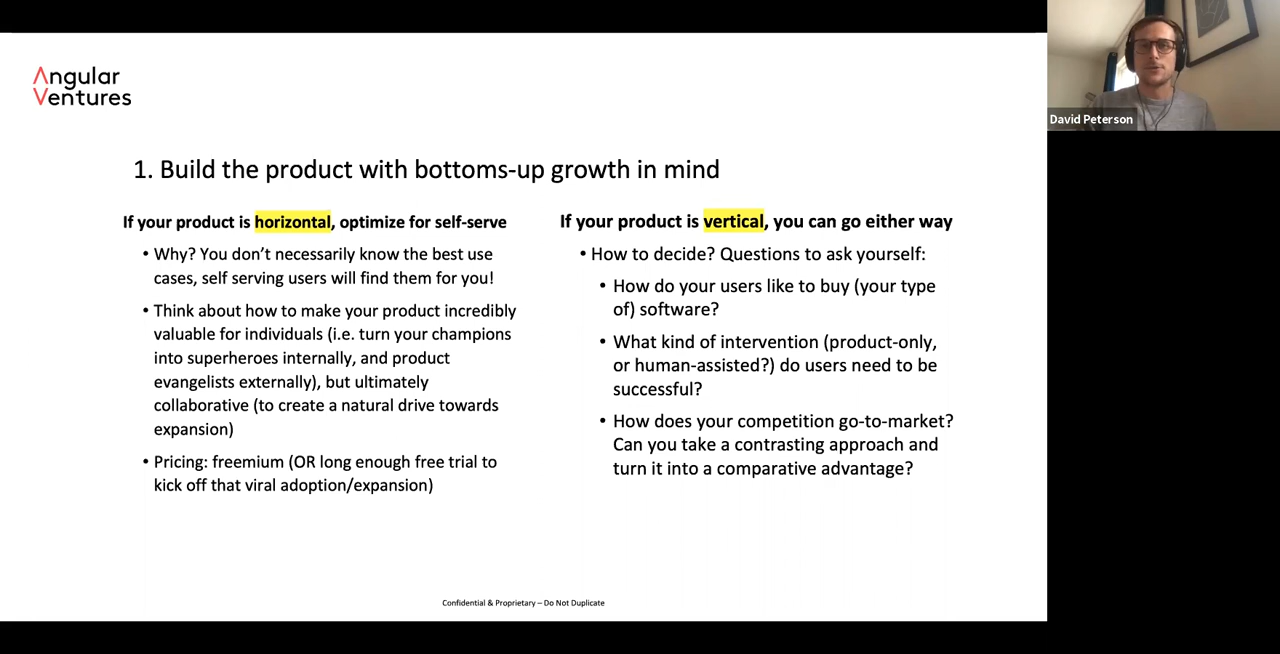 Angular
Ventures
David Peterson
1. Build the product with bottoms-up growth in mind
If your product is horizontal, optimize for self-serve
• Why? You don’t necessarily know the best use
cases, self serving users will find them for you!
• Think about how to make your product incredibly
valuable for individuals (i.e. turn your champions
into superheroes internally, and product
evangelists externally), but ultimately
collaborative (to create a natural drive towards
expansion)
• Pricing: freemium (OR long enough free trial to
kick off that viral adoption/expansion)
If your product is vertical, you can go either way
• How to decide? Questions to ask yourself:
• How do your users like to buy (your type
of) software?
• What kind of intervention (product-only,
or human-assisted?) do users need to be
successful?
• How does your competition go-to-market?
Can you take a contrasting approach and
turn it into a comparative advantage?
Confidential & Proprietary – Do Not Duplicate